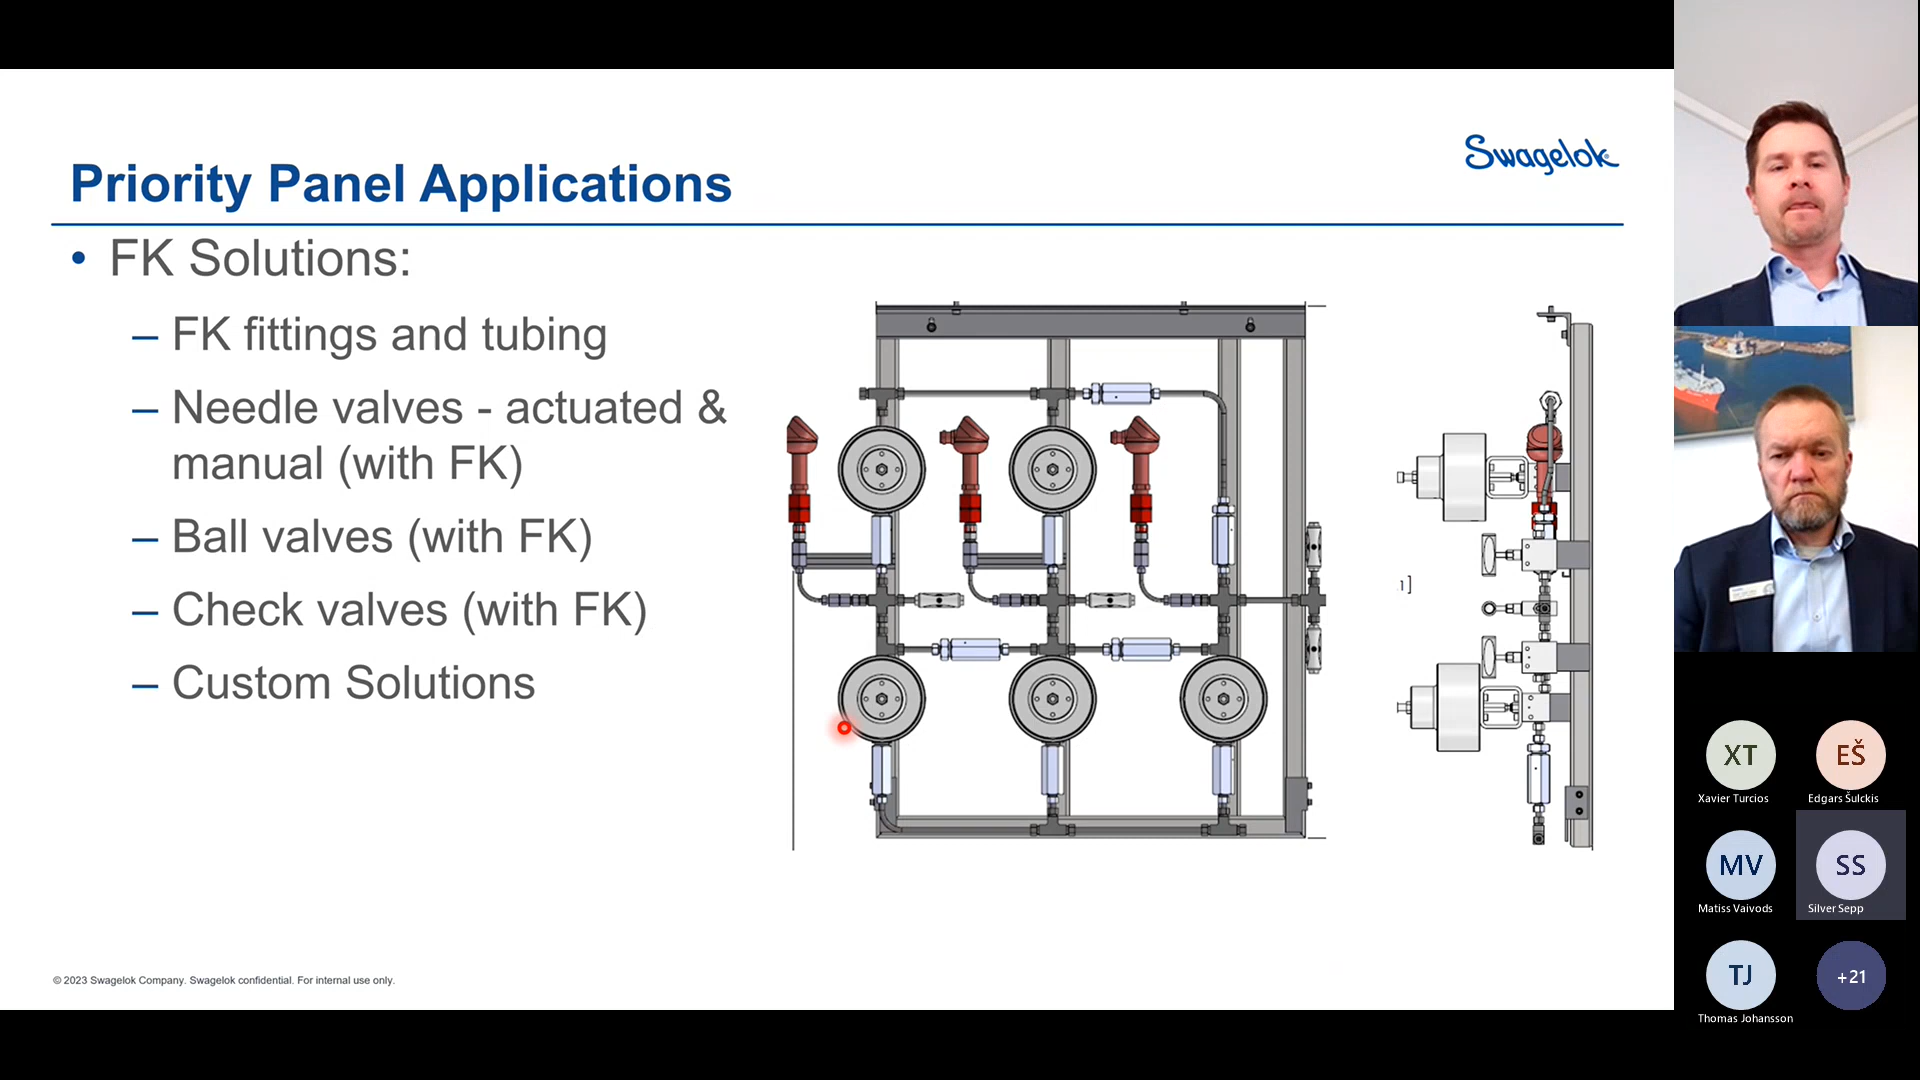 Swagelok
Priority Panel Applications
• FK Solutions:
– FK fittings and tubing
– Needle valves - actuated &
manual (with FK)
– Ball valves (with FK)
– Check valves (with FK)
– Custom Solutions
1]
© 2023 Swagelok Company. Swagelok confidential. For internal use only.
XT
Xavier Turcios
EŠ
Edgars Šulckis
MV
Matiss Vaivods
SS
Silver Sepp
TJ
Thomas Johansson
+21